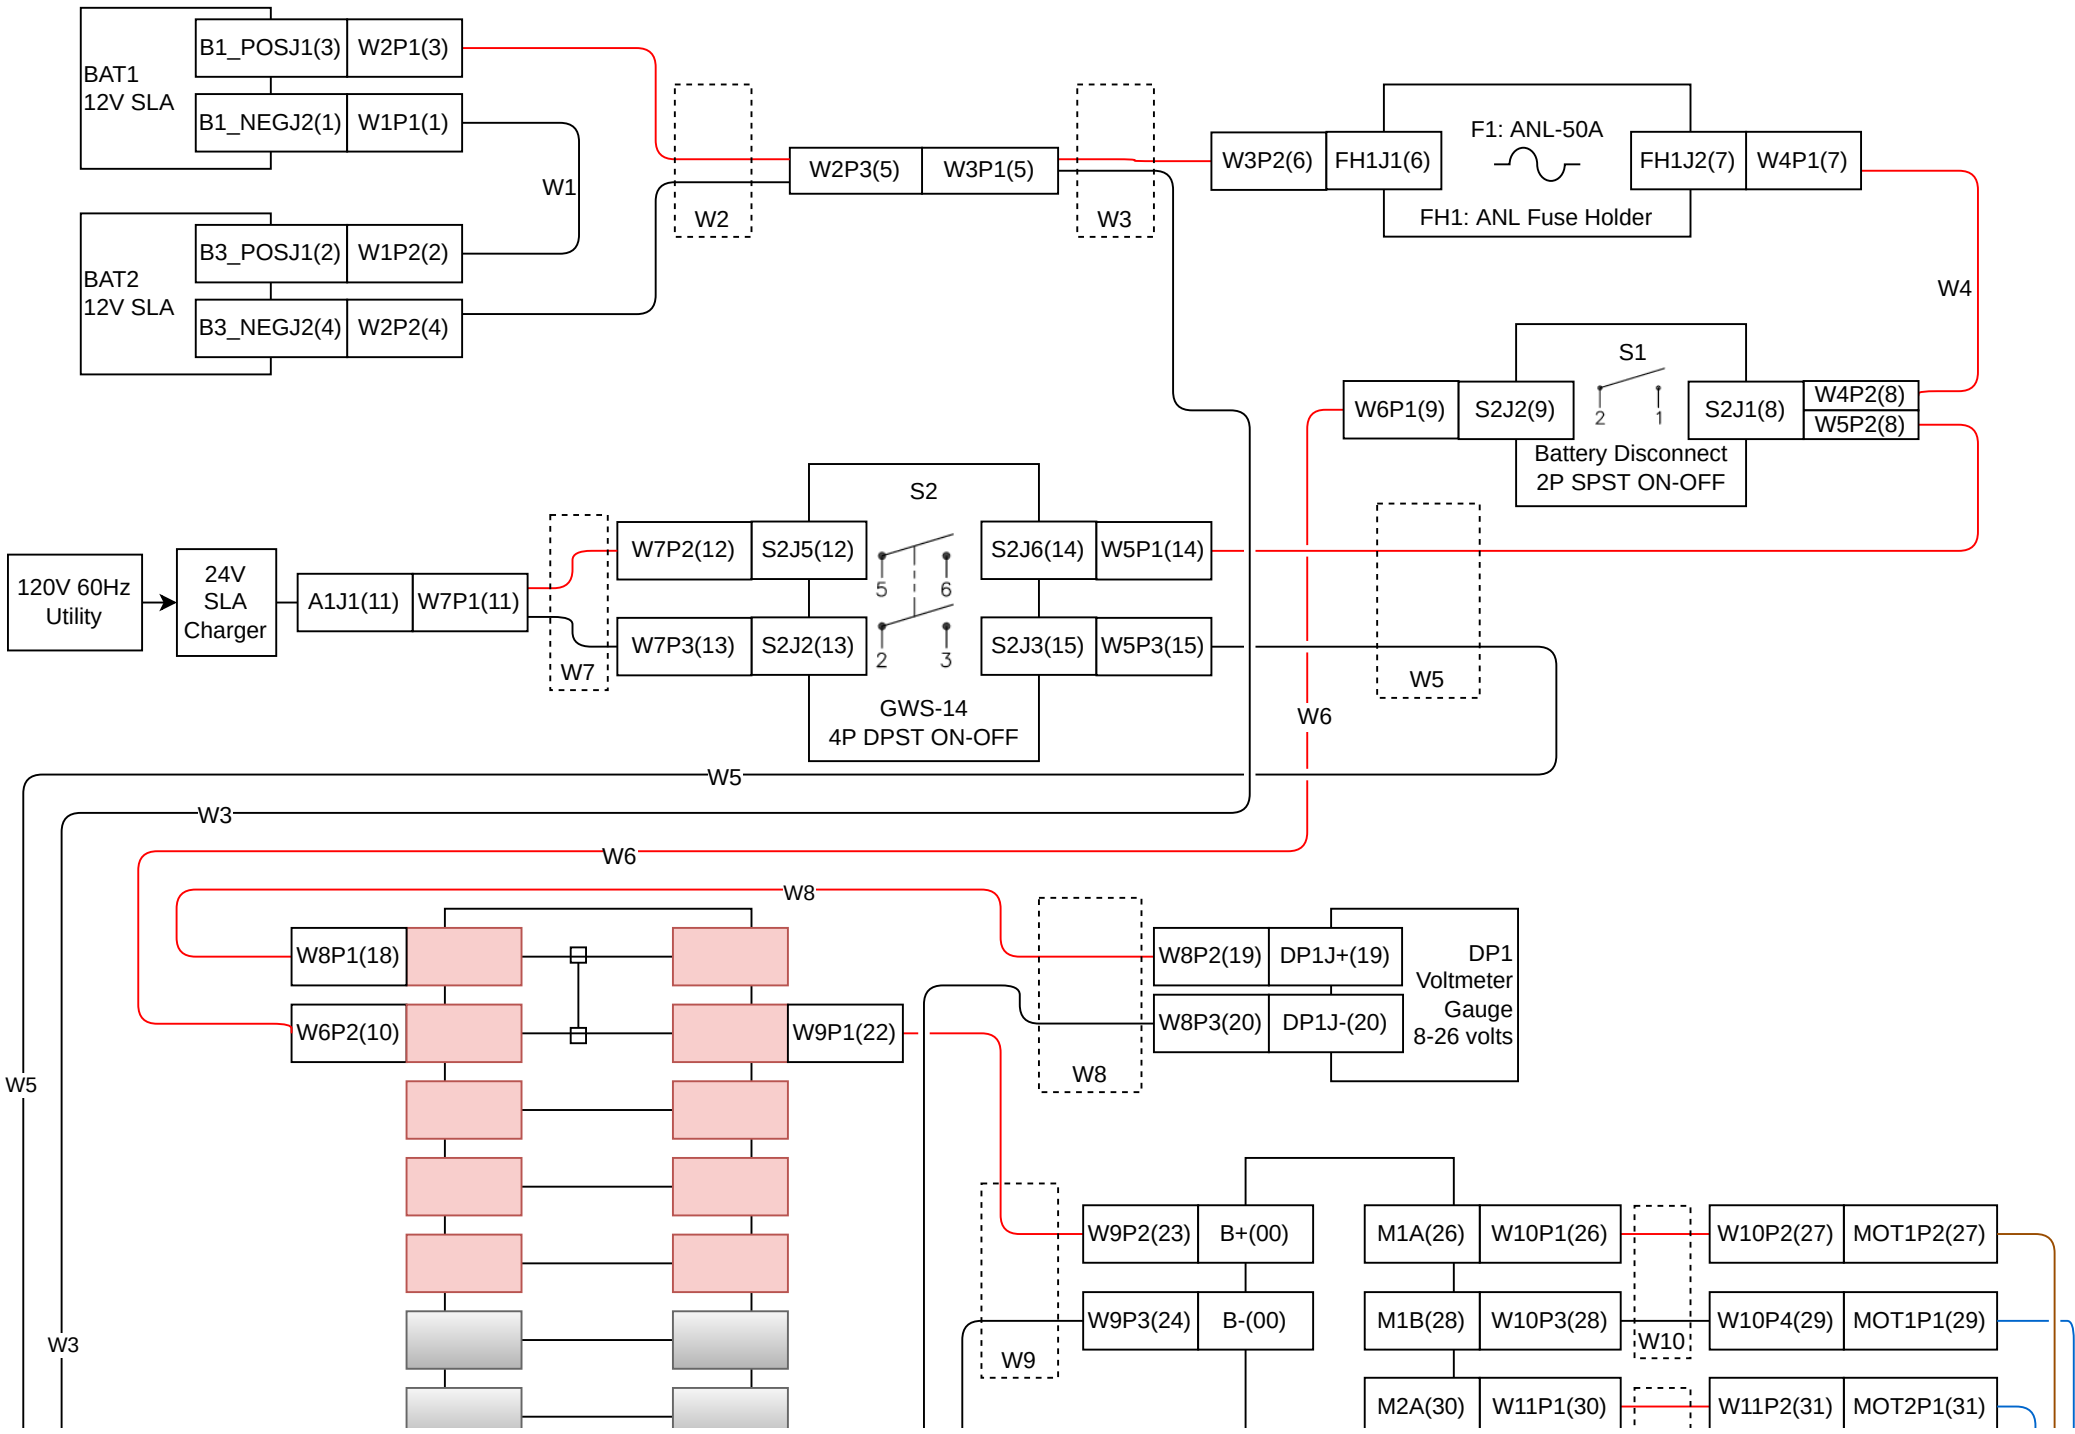 BAT1
12V SLA
B1_POSJ1(3)
W2P1(3)
B1_NEGJ2(1)
W1P1(1)
W1
BAT2
12V SLA
B3_POSJ1(2)
W1P2(2)
B3_NEGJ2(4)
W2P2(4)
W2
W2P3(5)
W3P1(5)
W3
W3P2(6)
FH1J1(6)
F1: ANL-50A
FH1: ANL Fuse Holder
FH1J2(7)
W4P1(7)
W4
S1
W6P1(9)
S2J2(9)
2
1
S2J1(8)
W4P2(8)
W5P2(8)
Battery Disconnect
2P SPST ON-OFF
120V 60Hz
Utility
24V
SLA
Charger
A1J1(11)
W7P1(11)
W7
S2
W7P2(12)
S2J5(12)
5
6
S2J6(14)
W5P1(14)
W7P3(13)
S2J2(13)
2
3
S2J3(15)
W5P3(15)
GWS-14
4P DPST ON-OFF
W5
W6
W5
W3
W6
W8
W8P1(18)
W6P2(10)
W9P1(22)
W8
W8P2(19)
DP1J+(19)
W8P3(20)
DP1J-(20)
DP1
Voltmeter
Gauge
8-26 volts
W5
W3
W9
W9P2(23)
B+(00)
W9P3(24)
B-(00)
M1A(26)
W10P1(26)
W10P2(27)
MOT1P2(27)
M1B(28)
W10P3(28)
W10
W10P4(29)
MOT1P1(29)
M2A(30)
W11P1(30)
W11P2(31)
MOT2P1(31)